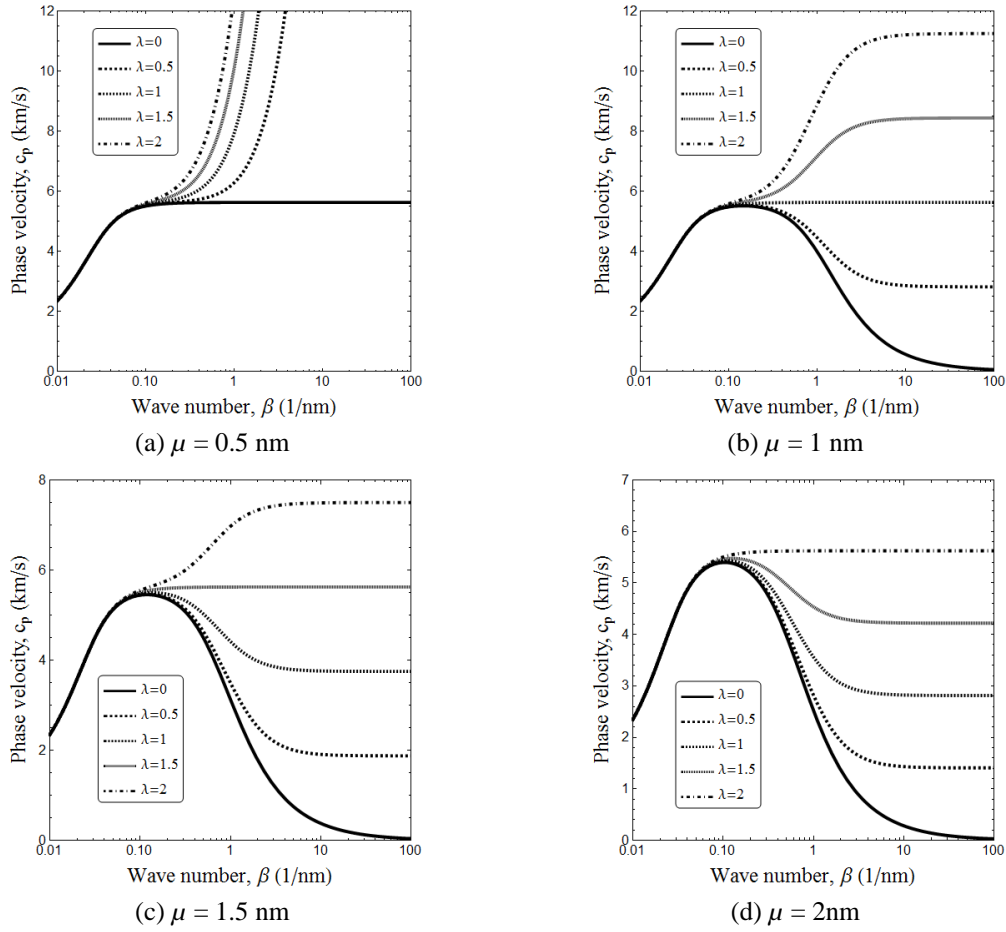 12
10
8
6
4
2
0
λ=0
λ=0.5
λ=1
λ=1.5
λ=2
Phase velocity, cp (km/s)
0.01 0.10 1 10 100
Wave number, β (1/nm)
(a) μ = 0.5 nm
12
10
8
6
4
2
0
λ=0
λ=0.5
λ=1
λ=1.5
λ=2
Phase velocity, cp (km/s)
0.01 0.10 1 10 100
Wave number, β (1/nm)
(b) μ = 1 nm
8
6
4
2
0
λ=0
λ=0.5
λ=1
λ=1.5
λ=2
Phase velocity, cp (km/s)
0.01 0.10 1 10 100
Wave number, β (1/nm)
(c) μ = 1.5 nm
7
6
5
4
3
2
1
0
λ=0
λ=0.5
λ=1
λ=1.5
λ=2
Phase velocity, cp (km/s)
0.01 0.10 1 10 100
Wave number, β (1/nm)
(d) μ = 2nm